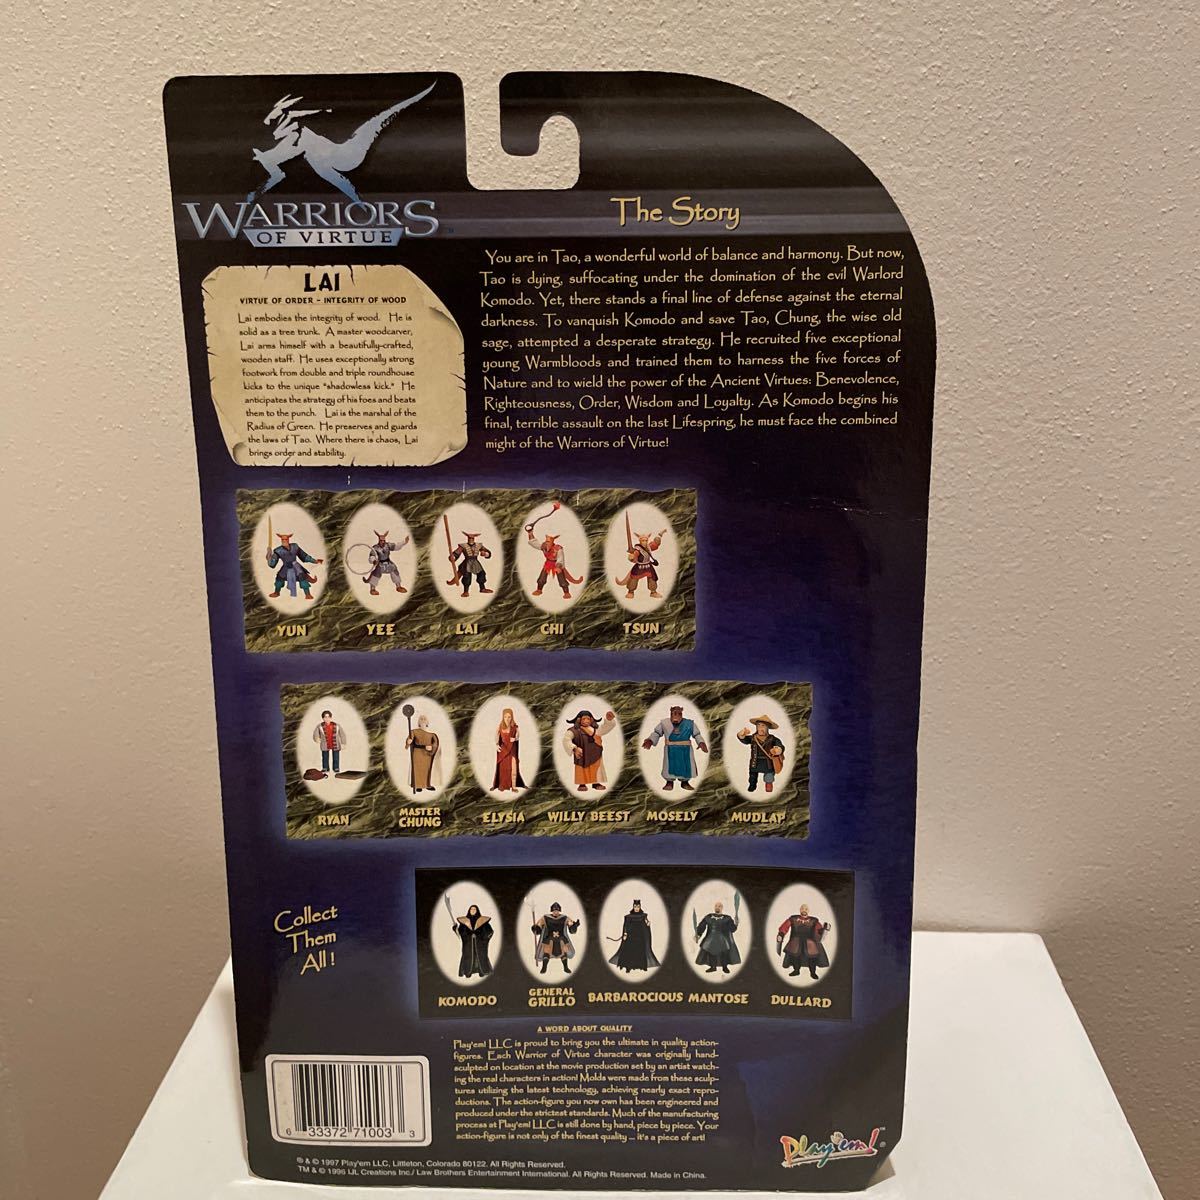 WARRIORS
OF VIRTUE
LAI
VIRTUE OF ORDER - INTEGRITY OF WOOD
Lai embodies the integrity of wood. He is
solid as a tree trunk. A master woodcarver,
Lai arms himself with a beautifully-crafted,
wooden staff. He uses exceptionally strong
footwork from double and triple roundhouse
kicks to the unique "shadowless kick." He
anticipates the strategy of his foes and beats
them to the punch. Lai is the marshal of the
Radius of Green. He preserves and guards
the laws of Tao. Where there is chaos, Lai
brings order and stability.
The Story
You are in Tao, a wonderful world of balance and harmony. But now,
Tao is dying, suffocating under the domination of the evil Warlord
Komodo. Yet, there stands a final line of defense against the eternal
darkness. To vanquish Komodo and save Tao, Chung, the wise old
sage, attempted a desperate strategy. He recruited five exceptional
young Warmbloods and trained them to harness the five forces of
Nature and to wield the power of the Ancient Virtues: Benevolence,
Righteousness, Order, Wisdom and Loyalty. As Komodo begins his
final, terrible assault on the last Lifespring, he must face the combined
might of the Warriors of Virtue!
YUN YEE LAI CHI TSUN
RYAN MASTER CHUNG ELYSIA WILLY BEEST MOSELY MUDLAP
Collect
Them
All!
KOMODO GENERAL GRILLO BARBAROCIOUS MANTOSE DULLARD
A WORD ABOUT QUALITY
Play'em! LLC is proud to bring you the ultimate in quality action-
figures. Each Warrior of Virtue character was originally hand-
sculpted on location at the movie production set by an artist watch-
ing the real characters in action! Molds were made from these sculp-
tures utilizing the latest technology, achieving nearly exact repro-
ductions. The action-figure you now own has been engineered and
produced under the strictest standards. Much of the manufacturing
process at Play'em! LLC is still done by hand, piece by piece. Your
action-figure is not only of the finest quality – it's a piece of art!
6 33372 71003 3
Play'em! ™
®
® & © 1997 Play'em LLC, Littleton, Colorado 80122. All Rights Reserved.
TM & © 1996 IJL Creations Inc./ Law Brothers Entertainment International. All Rights Reserved. Made in China.